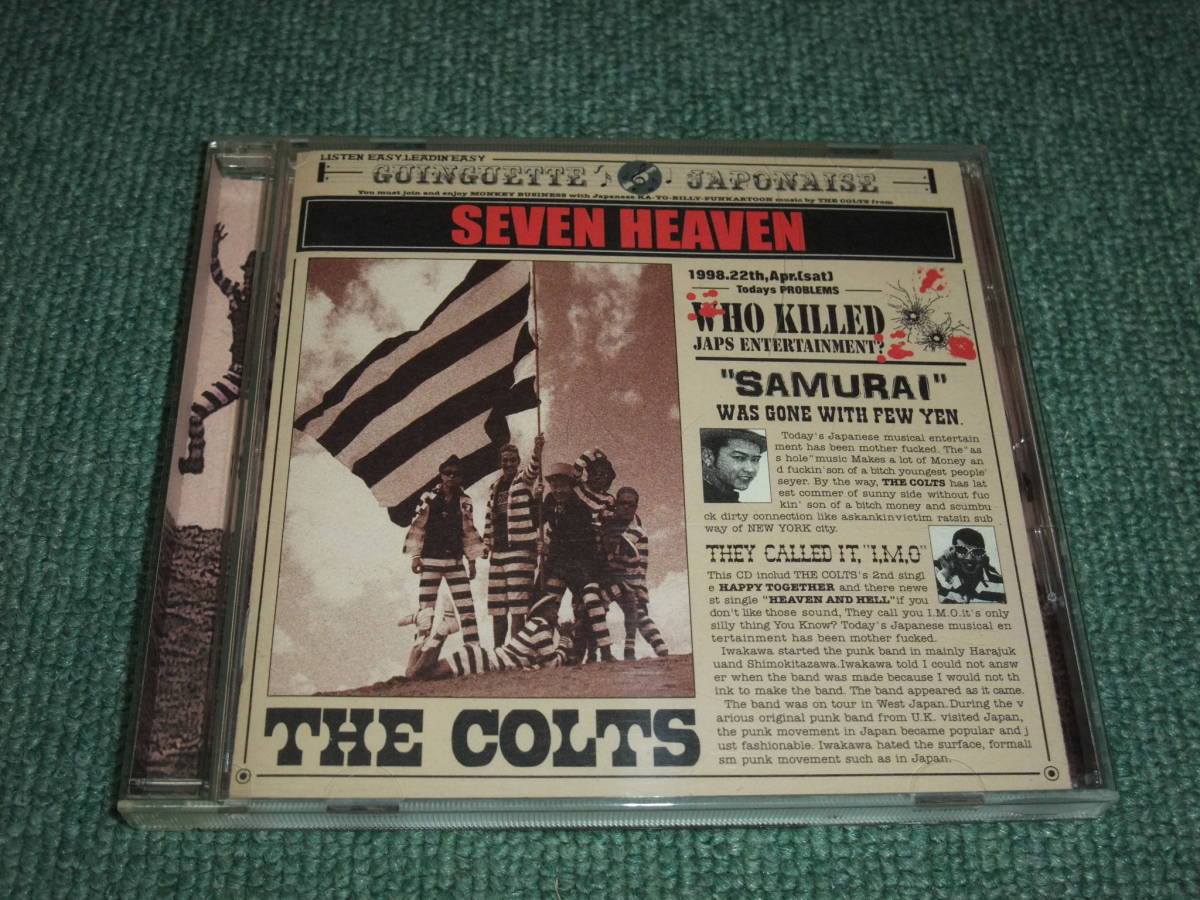 LISTEN EASY.LEADIN'EASY
GUINGUETTE JAPONAISE
You must join and enjoy MONKEY BUSINESS with Japanese KA-YO-BILLY-PUNKARTOON music by THE COLTS from
SEVEN HEAVEN
1998.22th,Apr.(sat)
Todays PROBLEMS
WHO KILLED
JAPS ENTERTAINMENT?
"SAMURAI"
WAS GONE WITH FEW YEN.
Today's Japanese musical entertain
ment has been mother fucked. The"as
s hole"music Makes a lot of Money an
d fuckin'son of a bitch youngest people'
seyer. By the way, THE COLTS has lat
est commer of sunny side without fuc
kin' son of a bitch money and scumbu
ck dirty connection like askankinvictim ratsin sub
way of NEW YORK city.
THEY CALLED IT,"I,M,O"
This CD includ THE COLTS's 2nd singl
e HAPPY TOGETHER and there newe
st single "HEAVEN AND HELL"if you
don't like those sound, They call you I.M.O.it's only
silly thing You Know? Today's Japanese musical en
tertainment has been mother fucked.
Iwakawa started the punk band in mainly Harajuk
uand Shimokitazawa.Iwakawa told I could not answ
er when the band was made because I would not th
ink to make the band. The band appeared as it came.
The band was on tour in West Japan.During the v
arious original punk band from U.K. visited Japan,
the punk movement in Japan became popular and j
ust fashionable. Iwakawa hated the surface, formali
sm punk movement such as in Japan.
THE COLTS